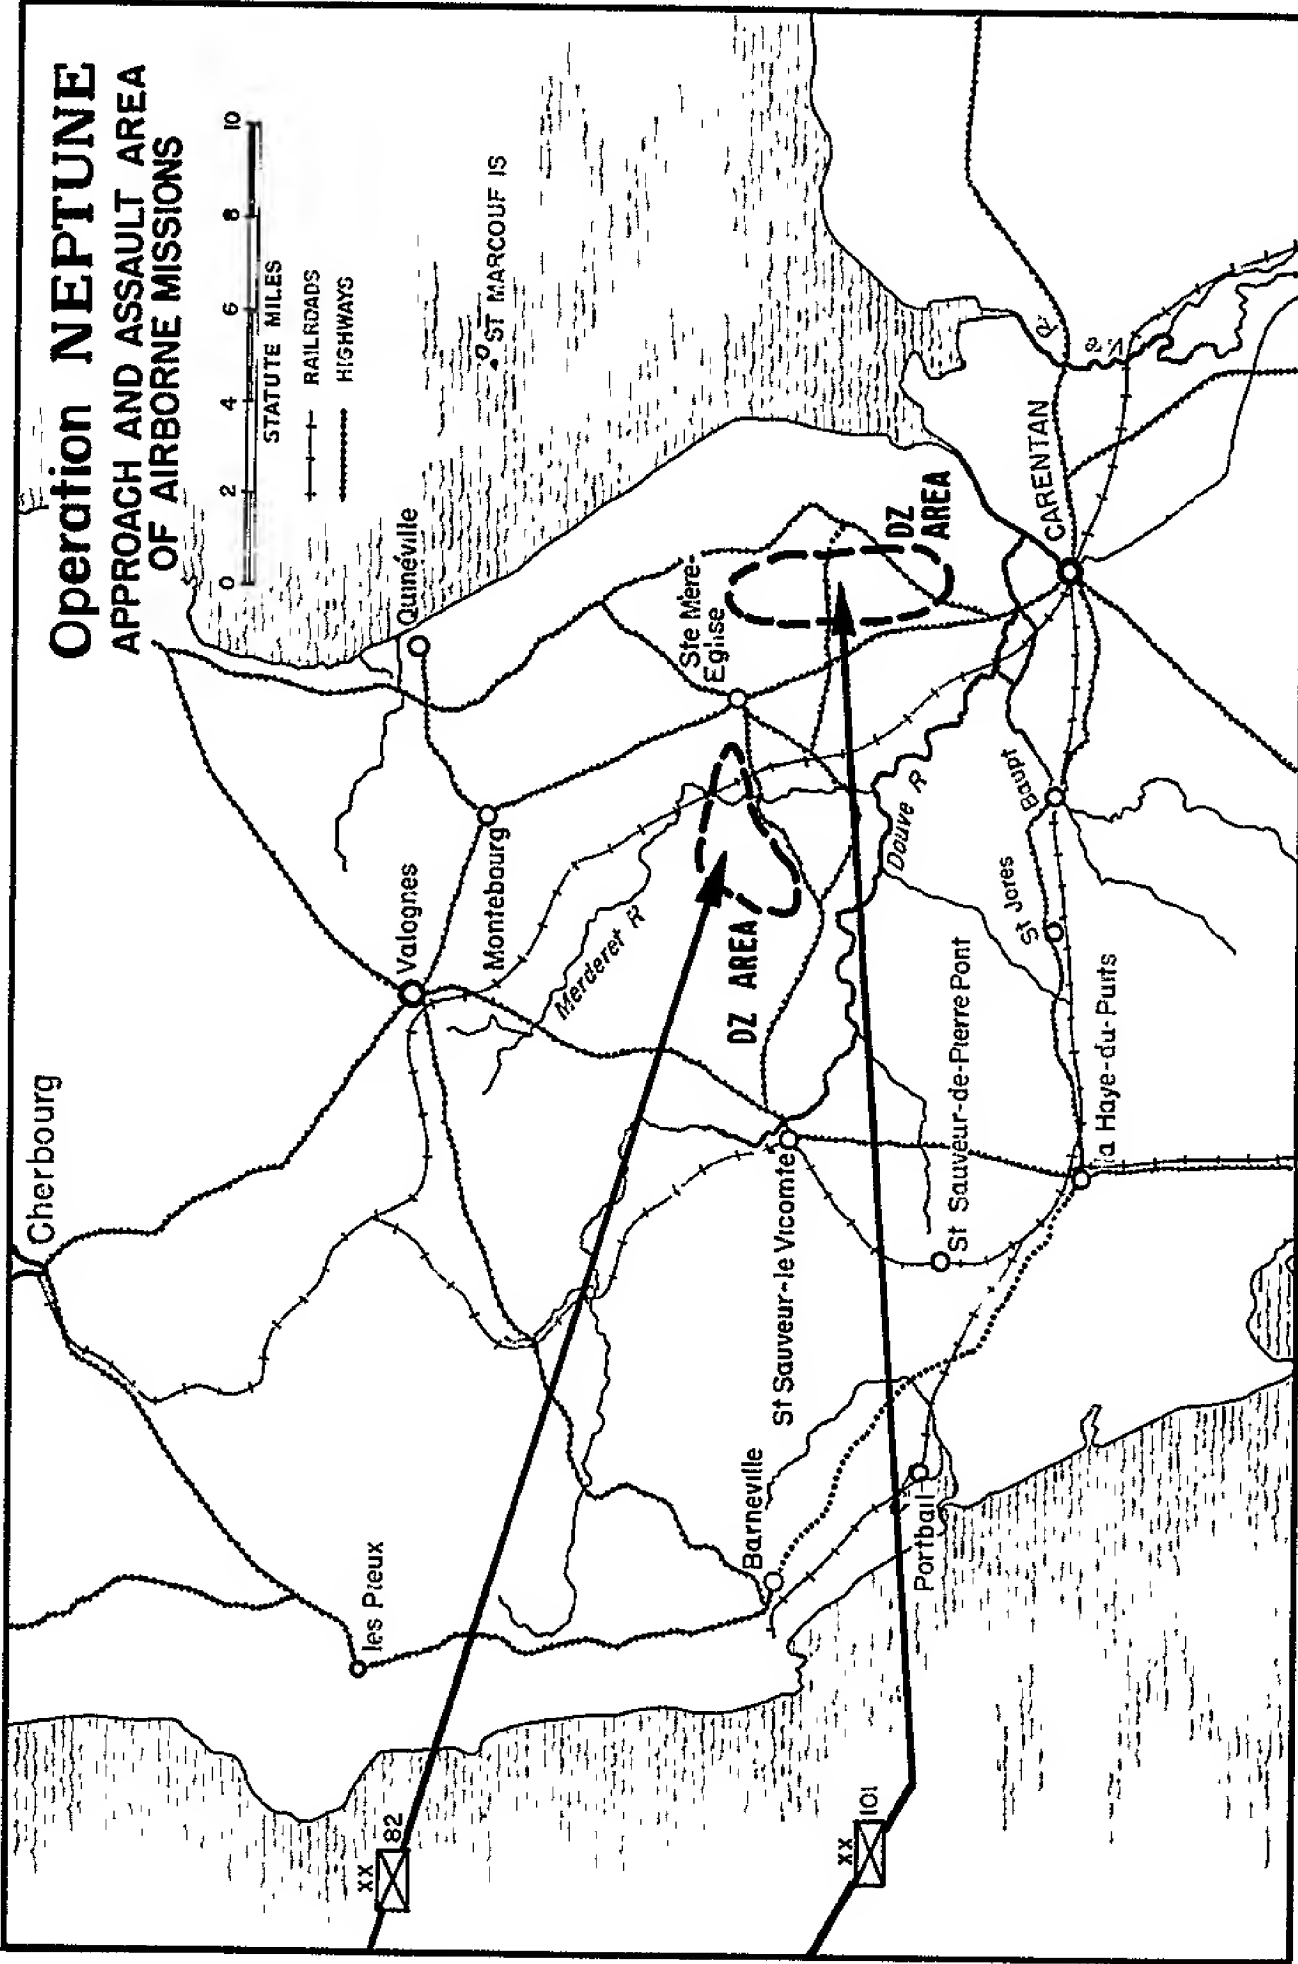 Operation NEPTUNE
APPROACH AND ASSAULT AREA
OF AIRBORNE MISSIONS
0 2 4 6 8 10
STATUTE MILES
RAILROADS
HIGHWAYS
ST MARCOUF IS
Cherbourg
Quinéville
Valognes
Montebourg
les Pieux
Merderet R
Ste Mère-
Eglise
DZ AREA
DZ
AREA
82
XX
Barneville
St Sauveur-le Vicomte
Douve R
CARENTAN
Vire R.
101
XX
Portbail
St Sauveur-de-Pierre Pont
St Jores
Baupt
la Haye-du-Puits